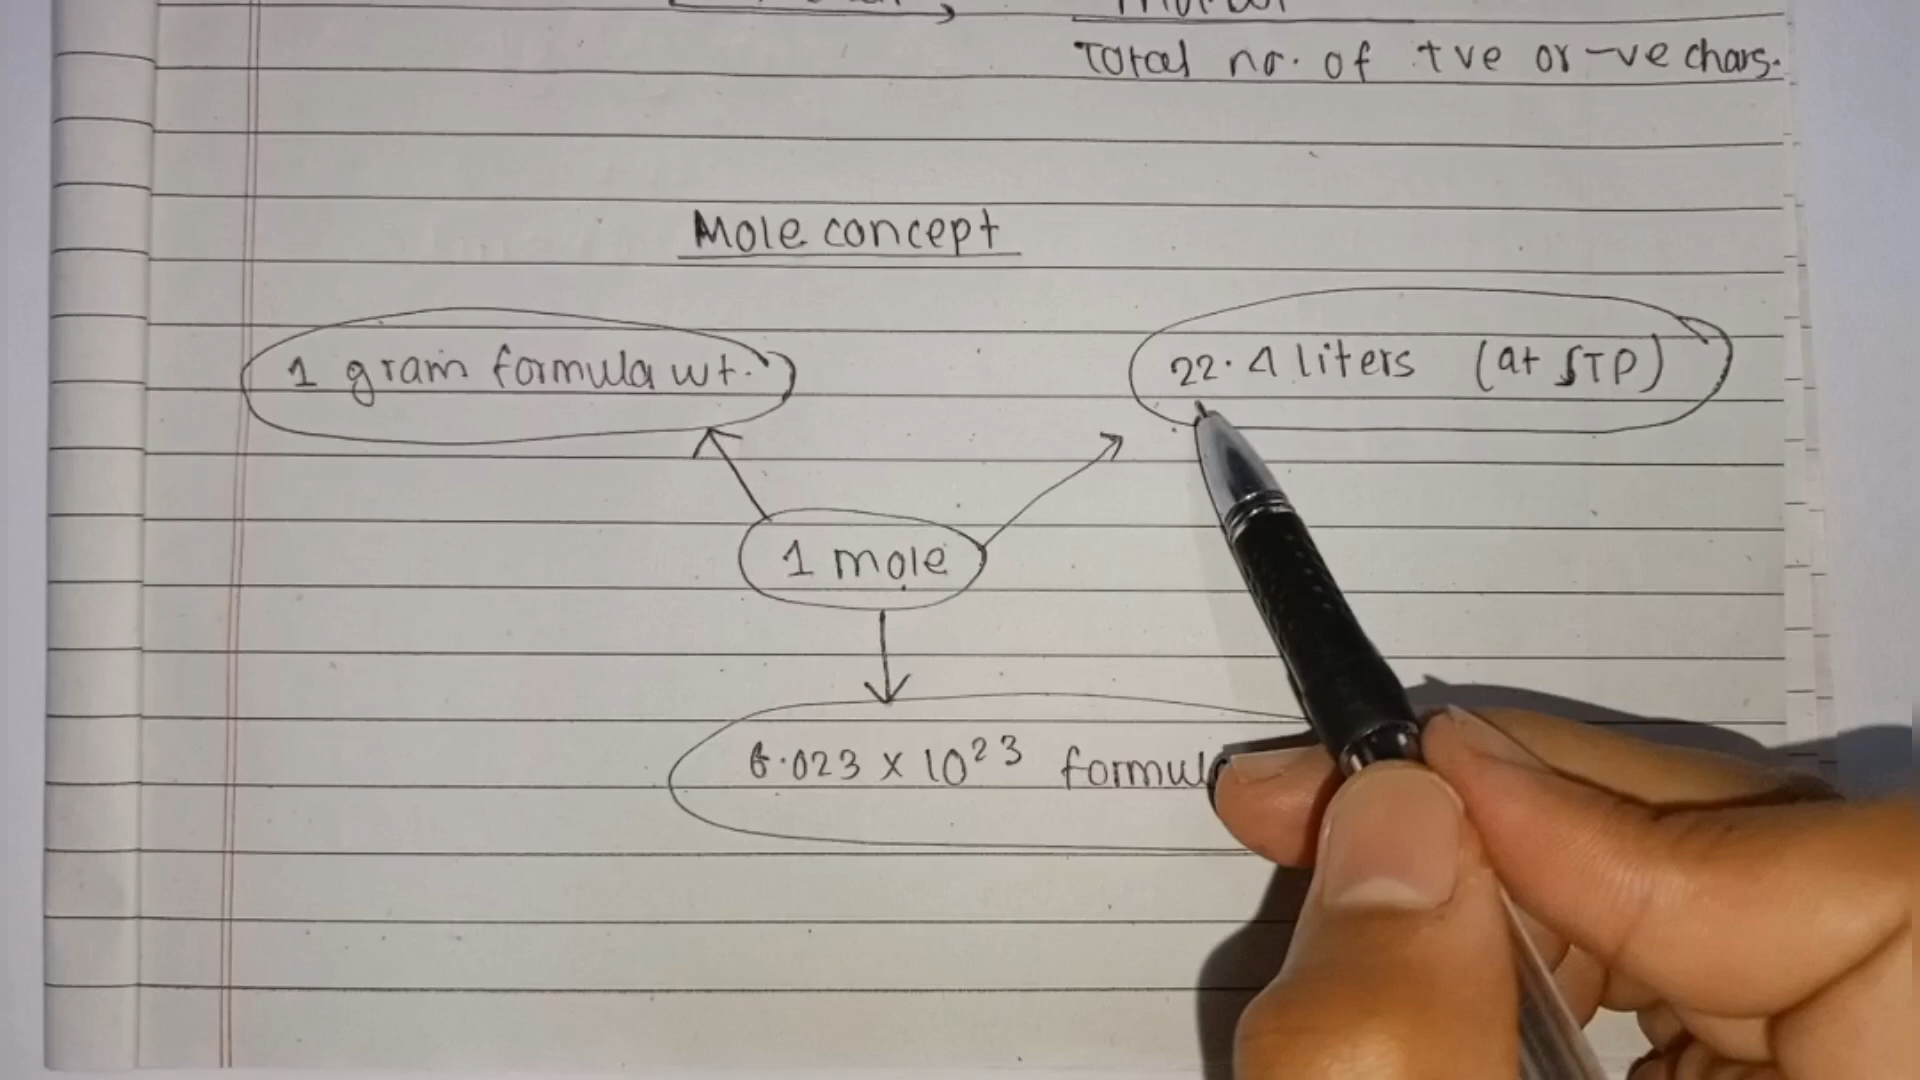 Total no. of +ve or -ve chars.
Mole concept
1 gram formula wt.
22.4 liters (at STP)
1 mole
6.023 x 10²³ formula